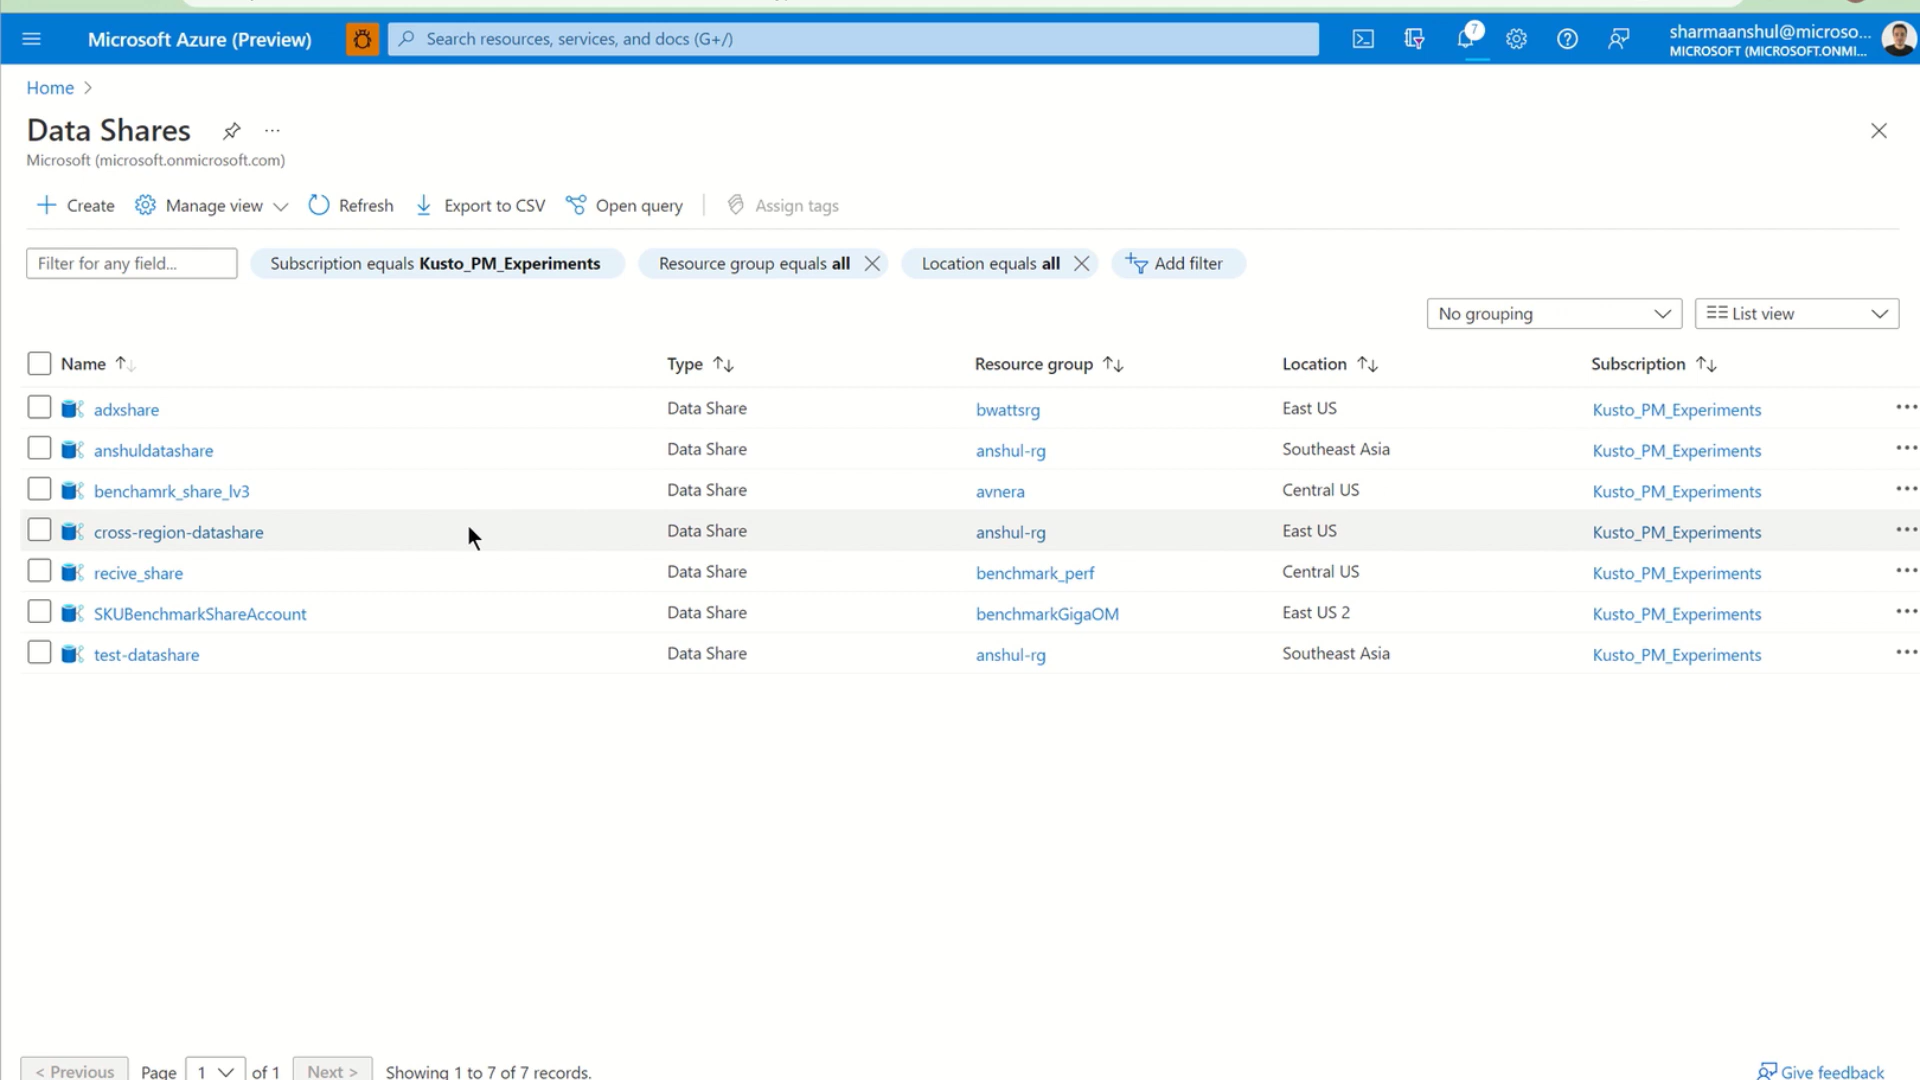 Microsoft Azure (Preview)
Search resources, services, and docs (G+/)
7
sharmaanshul@microso...
MICROSOFT (MICROSOFT.ONMI...
Home
Data Shares
Microsoft (microsoft.onmicrosoft.com)
Create Manage view Refresh Export to CSV Open query Assign tags
Filter for any field... Subscription equals Kusto_PM_Experiments Resource group equals all Location equals all Add filter
No grouping List view
Name Type Resource group Location Subscription
adxshare Data Share bwattsrg East US Kusto_PM_Experiments
anshuldatashare Data Share anshul-rg Southeast Asia Kusto_PM_Experiments
benchamrk_share_lv3 Data Share avnera Central US Kusto_PM_Experiments
cross-region-datashare Data Share anshul-rg East US Kusto_PM_Experiments
recive_share Data Share benchmark_perf Central US Kusto_PM_Experiments
SKUBenchmarkShareAccount Data Share benchmarkGigaOM East US 2 Kusto_PM_Experiments
test-datashare Data Share anshul-rg Southeast Asia Kusto_PM_Experiments
< Previous Page 1 of 1 Next > Showing 1 to 7 of 7 records. Give feedback